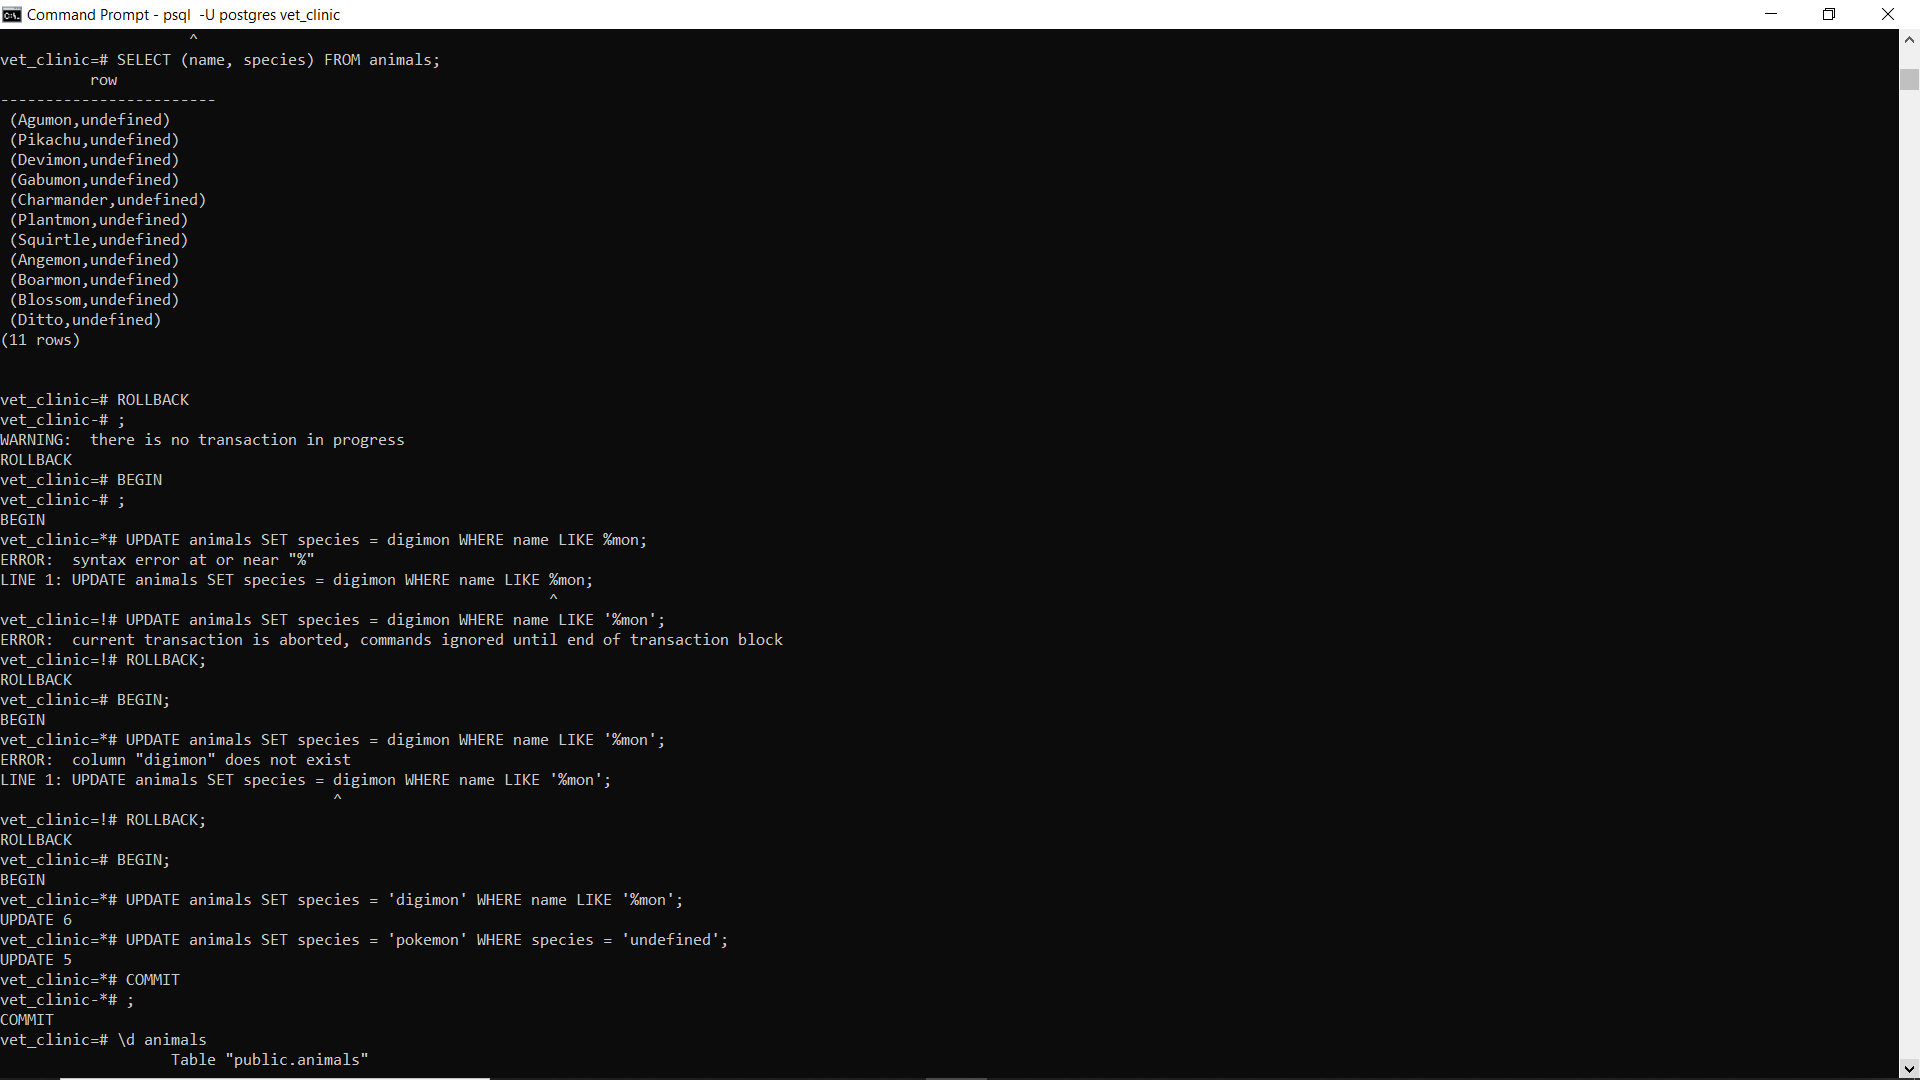 Command Prompt - psql  -U postgres vet_clinic
                     ^
vet_clinic=# SELECT (name, species) FROM animals;
          row
------------------------
 (Agumon,undefined)
 (Pikachu,undefined)
 (Devimon,undefined)
 (Gabumon,undefined)
 (Charmander,undefined)
 (Plantmon,undefined)
 (Squirtle,undefined)
 (Angemon,undefined)
 (Boarmon,undefined)
 (Blossom,undefined)
 (Ditto,undefined)
(11 rows)
vet_clinic=# ROLLBACK
vet_clinic-# ;
WARNING:  there is no transaction in progress
ROLLBACK
vet_clinic=# BEGIN
vet_clinic-# ;
BEGIN
vet_clinic=*# UPDATE animals SET species = digimon WHERE name LIKE %mon;
ERROR:  syntax error at or near "%"
LINE 1: UPDATE animals SET species = digimon WHERE name LIKE %mon;
                                                             ^
vet_clinic=!# UPDATE animals SET species = digimon WHERE name LIKE '%mon';
ERROR:  current transaction is aborted, commands ignored until end of transaction block
vet_clinic=!# ROLLBACK;
ROLLBACK
vet_clinic=# BEGIN;
BEGIN
vet_clinic=*# UPDATE animals SET species = digimon WHERE name LIKE '%mon';
ERROR:  column "digimon" does not exist
LINE 1: UPDATE animals SET species = digimon WHERE name LIKE '%mon';
                                     ^
vet_clinic=!# ROLLBACK;
ROLLBACK
vet_clinic=# BEGIN;
BEGIN
vet_clinic=*# UPDATE animals SET species = 'digimon' WHERE name LIKE '%mon';
UPDATE 6
vet_clinic=*# UPDATE animals SET species = 'pokemon' WHERE species = 'undefined';
UPDATE 5
vet_clinic=*# COMMIT
vet_clinic-*# ;
COMMIT
vet_clinic=# \d animals
                   Table "public.animals"